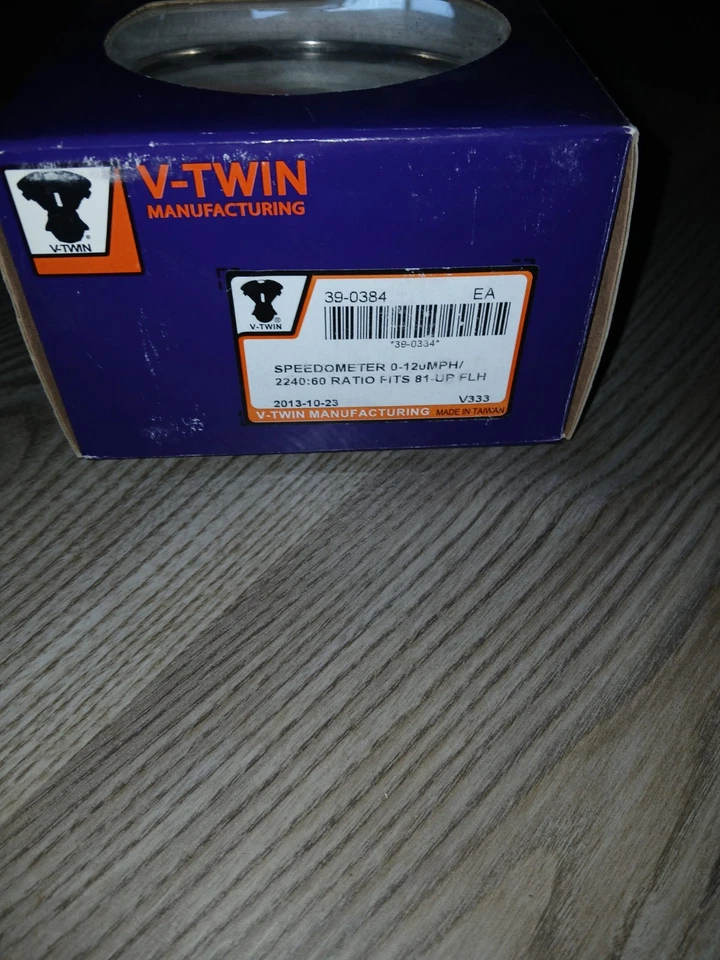 V-TWIN
MANUFACTURING
V-TWIN
®
39-0384 EA
V-TWIN ®
*39-0384*
SPEEDOMETER 0-120MPH/
2240:60 RATIO FITS 81-UP FLH
2013-10-23 V333
V-TWIN MANUFACTURING MADE IN TAIWAN